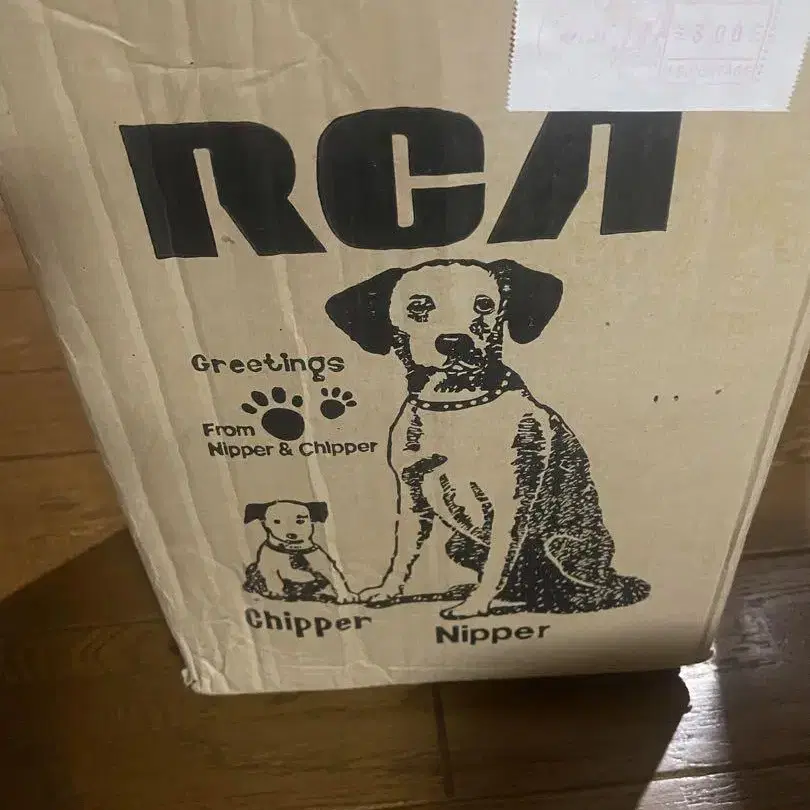 RCA
Greetings
From
Nipper & Chipper
Chipper
Nipper